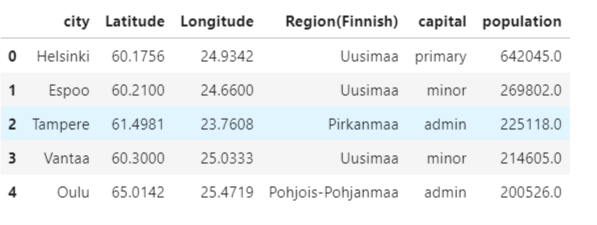 city Latitude Longitude Region(Finnish) capital population
0 Helsinki 60.1756 24.9342 Uusimaa primary 642045.0
1 Espoo 60.2100 24.6600 Uusimaa minor 269802.0
2 Tampere 61.4981 23.7608 Pirkanmaa admin 225118.0
3 Vantaa 60.3000 25.0333 Uusimaa minor 214605.0
4 Oulu 65.0142 25.4719 Pohjois-Pohjanmaa admin 200526.0